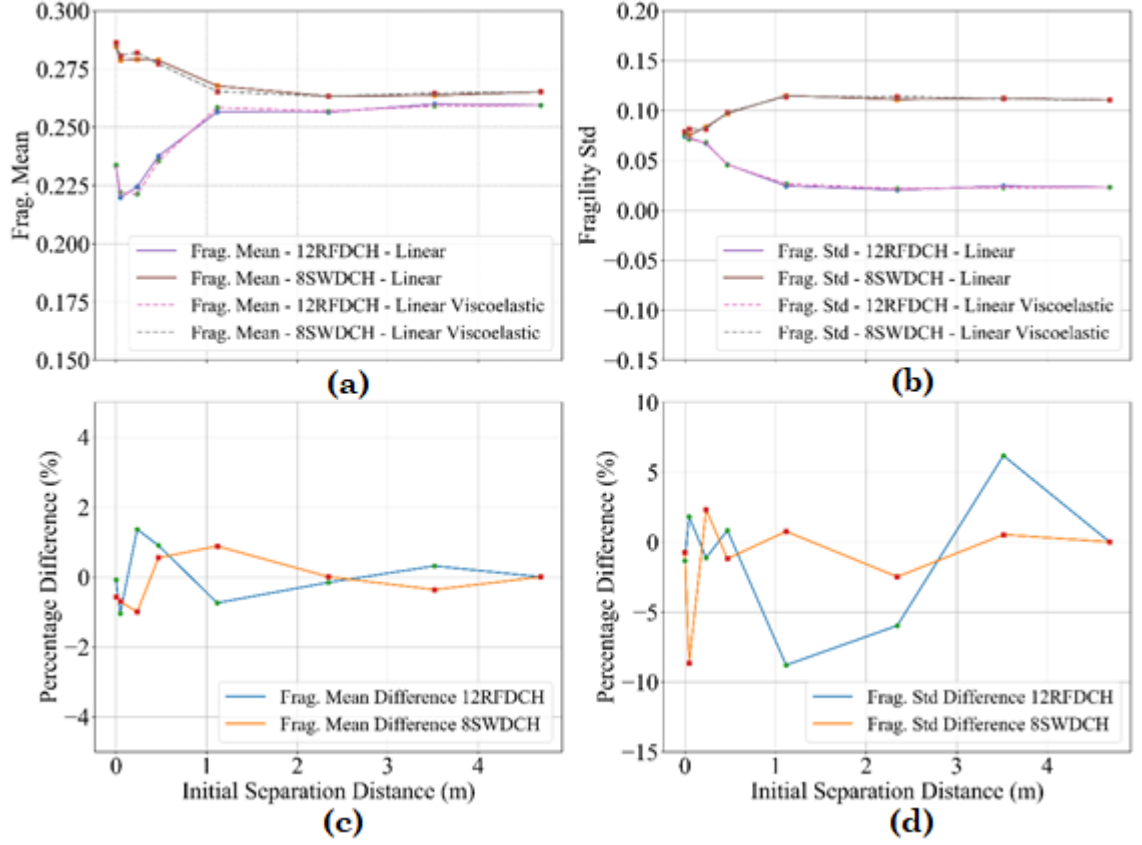 0.300
0.275
0.250
0.225
0.200
0.175
0.150
Frag. Mean
Frag. Mean - 12RFDCH - Linear
Frag. Mean - 8SWDCH - Linear
Frag. Mean - 12RFDCH - Linear Viscoelastic
Frag. Mean - 8SWDCH - Linear Viscoelastic
(a)
0.20
0.15
0.10
0.05
0.00
−0.05
−0.10
−0.15
Fragility Std
Frag. Std - 12RFDCH - Linear
Frag. Std - 8SWDCH - Linear
Frag. Std - 12RFDCH - Linear Viscoelastic
Frag. Std - 8SWDCH - Linear Viscoelastic
(b)
4
2
0
−2
−4
Percentage Difference (%)
Frag. Mean Difference 12RFDCH
Frag. Mean Difference 8SWDCH
0 1 2 3 4
Initial Separation Distance (m)
(c)
10
5
0
−5
−10
−15
Percentage Difference (%)
Frag. Std Difference 12RFDCH
Frag. Std Difference 8SWDCH
0 1 2 3 4
Initial Separation Distance (m)
(d)